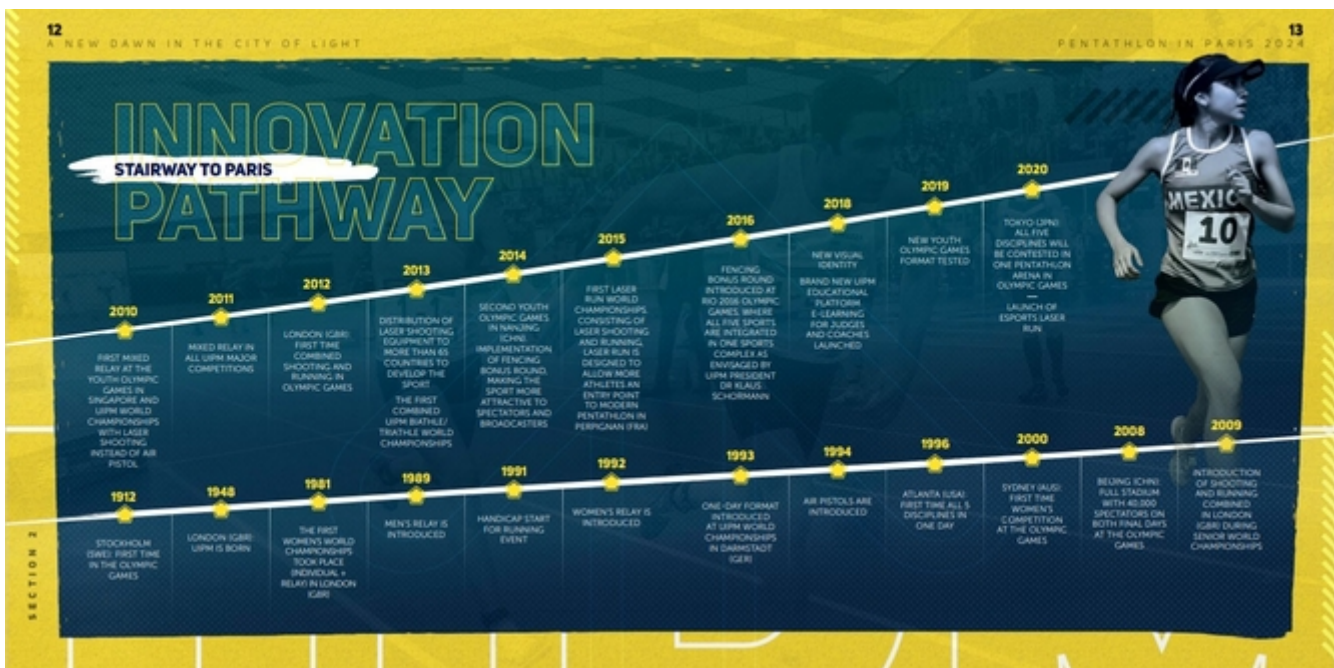 12
A NEW DAWN IN THE CITY OF LIGHT
13
PENTATHLON IN PARIS 2024
INNOVATION
STAIRWAY TO PARIS
PATHWAY
2010
FIRST MIXED
RELAY AT THE
YOUTH OLYMPIC
GAMES IN
SINGAPORE AND
UIPM WORLD
CHAMPIONSHIPS
WITH LASER
SHOOTING
INSTEAD OF AIR
PISTOL
2011
MIXED RELAY IN
ALL UIPM MAJOR
COMPETITIONS
2012
LONDON (GBR):
FIRST TIME
COMBINED
SHOOTING AND
RUNNING IN
OLYMPIC GAMES
2013
DISTRIBUTION OF
LASER SHOOTING
EQUIPMENT TO
MORE THAN 65
COUNTRIES TO
DEVELOP THE
SPORT
THE FIRST
COMBINED
UIPM BIATHLE/
TRIATHLE WORLD
CHAMPIONSHIPS
2014
SECOND YOUTH
OLYMPIC GAMES
IN NANJING
(CHN):
IMPLEMENTATION
OF FENCING
BONUS ROUND,
MAKING THE
SPORT MORE
ATTRACTIVE TO
SPECTATORS AND
BROADCASTERS
2015
FIRST LASER
RUN WORLD
CHAMPIONSHIPS.
CONSISTING OF
LASER SHOOTING
AND RUNNING,
LASER RUN IS
DESIGNED TO
ALLOW MORE
ATHLETES AN
ENTRY POINT
TO MODERN
PENTATHLON IN
PERPIGNAN (FRA)
2016
FENCING
BONUS ROUND
INTRODUCED AT
RIO 2016 OLYMPIC
GAMES, WHERE
ALL FIVE SPORTS
ARE INTEGRATED
IN ONE SPORTS
COMPLEX AS
ENVISAGED BY
UIPM PRESIDENT
DR KLAUS
SCHORMANN
2018
NEW VISUAL
IDENTITY
BRAND NEW UIPM
EDUCATIONAL
PLATFORM
E-LEARNING
FOR JUDGES
AND COACHES
LAUNCHED
2019
NEW YOUTH
OLYMPIC GAMES
FORMAT TESTED
2020
TOKYO (JPN):
ALL FIVE
DISCIPLINES WILL
BE CONTESTED IN
ONE PENTATHLON
ARENA IN
OLYMPIC GAMES
LAUNCH OF
ESPORTS LASER
RUN
MEXIC
10
1912
STOCKHOLM
(SWE): FIRST TIME
IN THE OLYMPIC
GAMES
1948
LONDON (GBR):
UIPM IS BORN
1981
THE FIRST
WOMEN'S WORLD
CHAMPIONSHIPS
TOOK PLACE
(INDIVIDUAL +
RELAY) IN LONDON
(GBR)
1989
MEN'S RELAY IS
INTRODUCED
1991
HANDICAP START
FOR RUNNING
EVENT
1992
WOMEN'S RELAY IS
INTRODUCED
1993
ONE-DAY FORMAT
INTRODUCED
AT UIPM WORLD
CHAMPIONSHIPS
IN DARMSTADT
(GER)
1994
AIR PISTOLS ARE
INTRODUCED
1996
ATLANTA (USA):
FIRST TIME ALL 5
DISCIPLINES IN
ONE DAY
2000
SYDNEY (AUS):
FIRST TIME
WOMEN'S
COMPETITION
AT THE OLYMPIC
GAMES
2008
BEIJING (CHN):
FULL STADIUM
WITH 40,000
SPECTATORS ON
BOTH FINAL DAYS
AT THE OLYMPIC
GAMES
2009
INTRODUCTION
OF SHOOTING
AND RUNNING
COMBINED
IN LONDON
(GBR) DURING
SENIOR WORLD
CHAMPIONSHIPS
SECTION 2